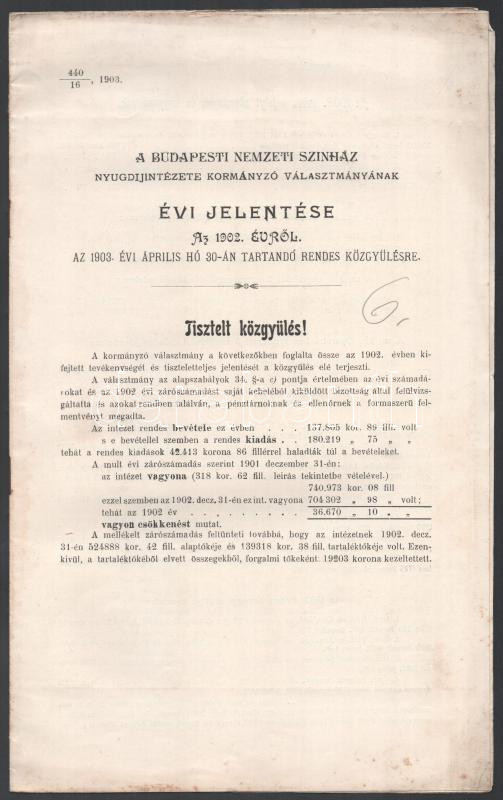 440
16 , 1903.
A BUDAPESTI NEMZETI SZINHÁZ
NYUGDIJINTÉZETE KORMÁNYZÓ VÁLASZTMÁNYÁNAK
ÉVI JELENTÉSE
Az 1902. ÉVRŐL.
AZ 1903. ÉVI ÁPRILIS HÓ 30-ÁN TARTANDÓ RENDES KÖZGYÜLÉSRE.
6.
Tisztelt közgyülés!
A kormányzó választmány a következőkben foglalta össze az 1902. évben ki-
fejtett tevékenységét és tiszteletteljes jelentését a közgyülés elé terjeszti.
A választmány az alapszabályok 34. §-a c) pontja értelmében az évi számadá-
sokat és az 1902 évi zárószámadást saját kebeléből kiküldött bizottság által felülvizs-
gáltatta és azokat rendben találván, a pénztárnoknak és ellenőrnek a formaszerü fel-
mentvényt megadta.
Az intézet rendes bevétele ez évben . . . 137.805 kor. 89 fill. volt
s e bevétellel szemben a rendes kiadás . . 180.219 „ 75 „ „
tehát a rendes kiadások 42.413 korona 86 fillérrel haladták túl a bevételeket.
A mult évi zárószámadás szerint 1901 deczember 31-én:
az intézet vagyona (318 kor. 62 fill. leirás tekintetbe vételével.)
740,973 kor. 08 fill
ezzel szemben az 1902. decz. 31-én ez int. vagyona 704 302 „ 98 „ volt;
tehát az 1902 év . . . . . . . . . 36.670 „ 10 „ „
vagyon csökkenést mutat.
A mellékelt zárószámadás feltünteti továbbá, hogy az intézetnek 1902. decz.
31-én 524888 kor. 42 fill. alaptőkéje és 139318 kor. 38 fill. tartaléktőkéje volt. Ezen-
kivül, a tartaléktőkéből elvett összegekből, forgalmi tőkeként: 19203 korona kezeltetett.